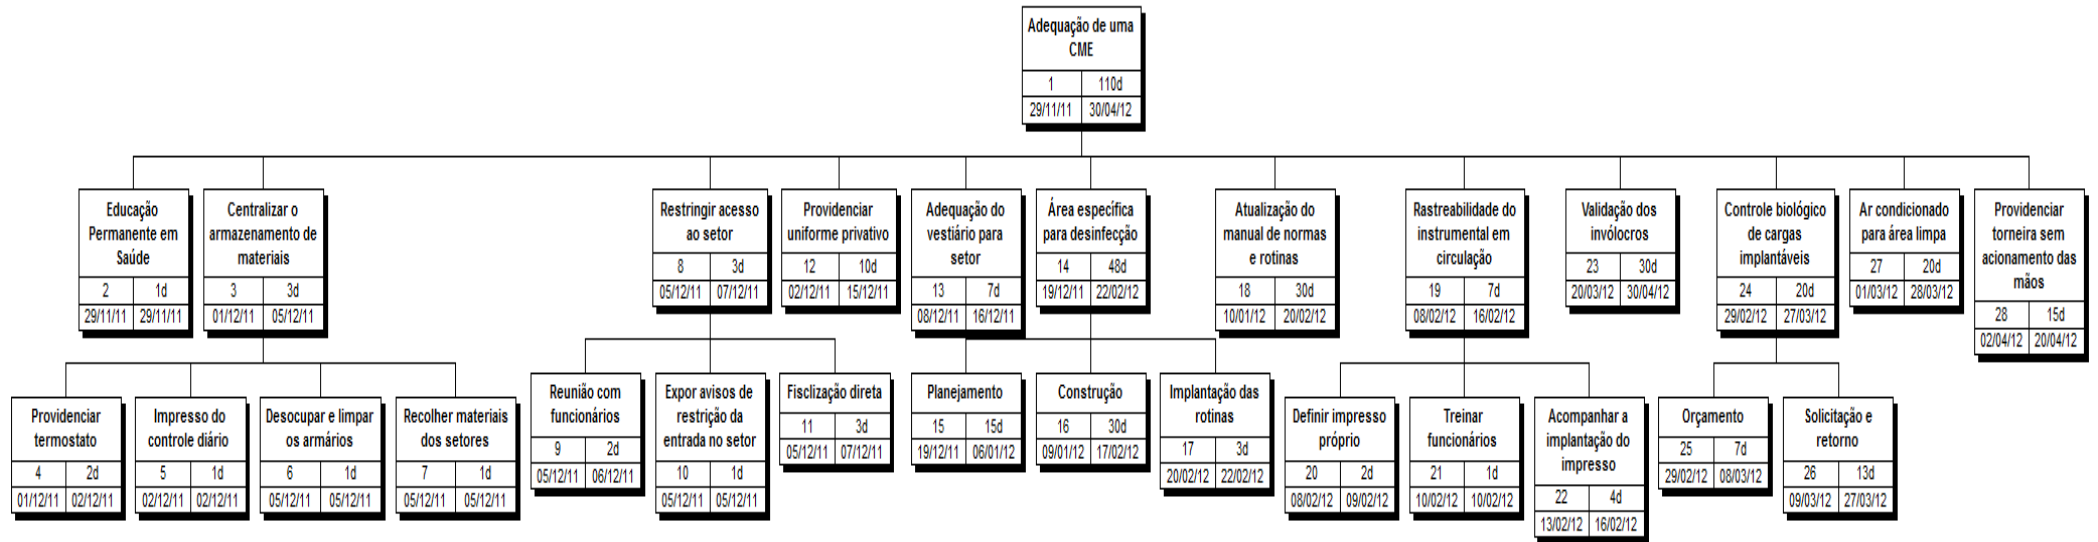 Adequação de uma
CME
1 110d
29/11/11 30/04/12
Educação
Permanente em
Saúde
2 1d
29/11/11 29/11/11
Centralizar o
armazenamento de
materiais
3 3d
01/12/11 05/12/11
Restringir acesso
ao setor
8 3d
05/12/11 07/12/11
Providenciar
uniforme privativo
12 10d
02/12/11 15/12/11
Adequação do
vestiário para
setor
13 7d
08/12/11 16/12/11
Área específica
para desinfecção
14 48d
19/12/11 22/02/12
Atualização do
manual de normas
e rotinas
18 30d
10/01/12 20/02/12
Rastreabilidade do
instrumental em
circulação
19 7d
08/02/12 16/02/12
Validação dos
invólocros
23 30d
20/03/12 30/04/12
Controle biológico
de cargas
implantáveis
24 20d
29/02/12 27/03/12
Ar condicionado
para área limpa
27 20d
01/03/12 28/03/12
Providenciar
torneira sem
acionamento das
mãos
28 15d
02/04/12 20/04/12
Providenciar
termostato
4 2d
01/12/11 02/12/11
Impresso do
controle diário
5 1d
02/12/11 02/12/11
Desocupar e limpar
os armários
6 1d
05/12/11 05/12/11
Recolher materiais
dos setores
7 1d
05/12/11 05/12/11
Reunião com
funcionários
9 2d
05/12/11 06/12/11
Expor avisos de
restrição da
entrada no setor
10 1d
05/12/11 05/12/11
Fisclização direta
11 3d
05/12/11 07/12/11
Planejamento
15 15d
19/12/11 06/01/12
Construção
16 30d
09/01/12 17/02/12
Implantação das
rotinas
17 3d
20/02/12 22/02/12
Definir impresso
próprio
20 2d
08/02/12 09/02/12
Treinar
funcionários
21 1d
10/02/12 10/02/12
Acompanhar a
implantação do
impresso
22 4d
13/02/12 16/02/12
Orçamento
25 7d
29/02/12 08/03/12
Solicitação e
retorno
26 13d
09/03/12 27/03/12